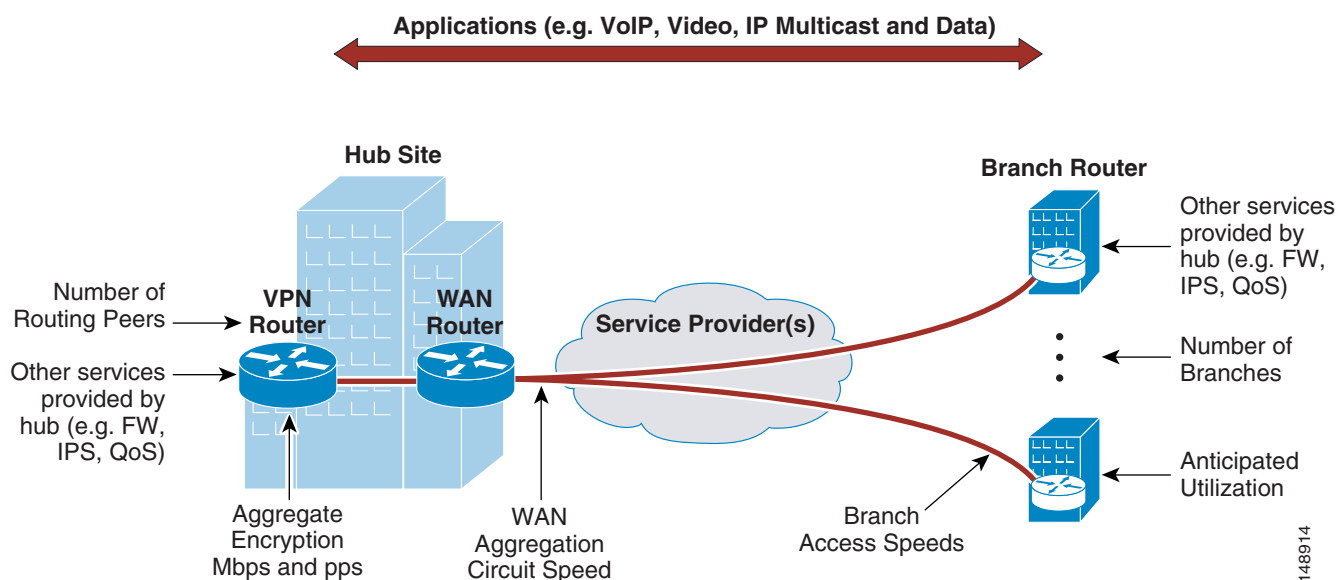 Applications (e.g. VoIP, Video, IP Multicast and Data)
Hub Site
Branch Router
Other services
provided by
hub (e.g. FW,
IPS, QoS)
Number of
Routing Peers
VPN
Router
WAN
Router
Service Provider(s)
Other services
provided by
hub (e.g. FW,
IPS, QoS)
Number of
Branches
Anticipated
Utilization
Aggregate
Encryption
Mbps and pps
WAN
Aggregation
Circuit Speed
Branch
Access Speeds
148914